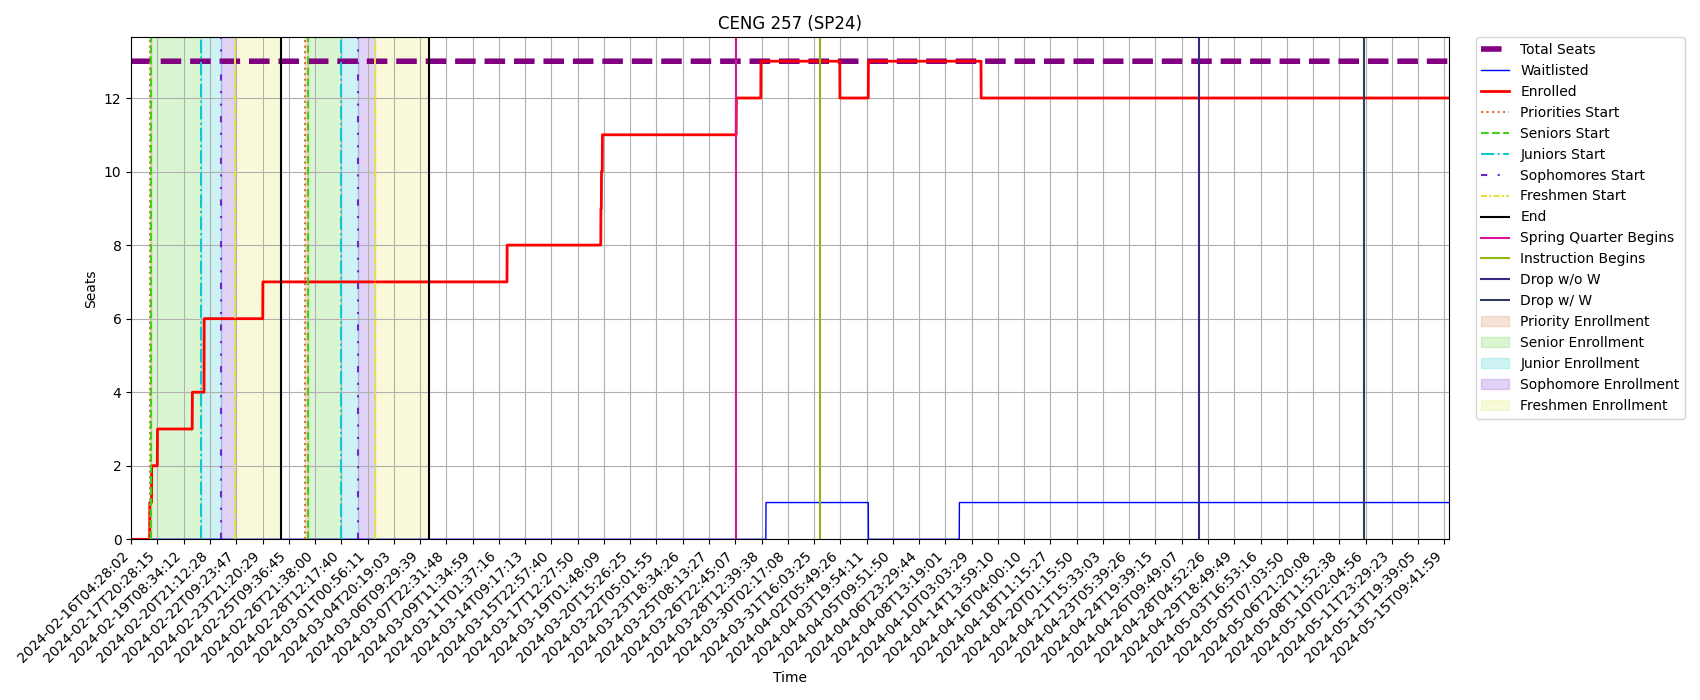 CENG 257 (SP24)
Seats
12
10
8
6
4
2
0
2024-02-16T04:28:02
2024-02-17T20:28:15
2024-02-19T08:34:12
2024-02-20T21:12:28
2024-02-22T09:23:47
2024-02-23T21:20:29
2024-02-25T09:36:45
2024-02-26T21:38:00
2024-02-28T12:17:40
2024-03-01T00:56:11
2024-03-04T20:19:03
2024-03-06T09:29:39
2024-03-07T22:31:48
2024-03-09T11:34:59
2024-03-11T01:37:16
2024-03-14T09:17:13
2024-03-15T22:57:40
2024-03-17T12:27:50
2024-03-19T01:48:09
2024-03-20T15:26:25
2024-03-22T05:01:55
2024-03-23T18:34:26
2024-03-25T08:13:27
2024-03-26T22:45:07
2024-03-28T12:39:38
2024-03-30T02:17:08
2024-03-31T16:03:25
2024-04-02T05:49:26
2024-04-03T19:54:11
2024-04-05T09:51:50
2024-04-06T23:29:44
2024-04-08T13:19:01
2024-04-10T03:03:29
2024-04-14T13:59:10
2024-04-16T04:00:10
2024-04-18T11:15:27
2024-04-20T01:15:50
2024-04-21T15:33:03
2024-04-23T05:39:26
2024-04-24T19:39:15
2024-04-26T09:49:07
2024-04-28T04:52:26
2024-04-29T18:49:49
2024-05-03T16:53:16
2024-05-05T07:03:50
2024-05-06T21:20:08
2024-05-08T11:52:38
2024-05-10T02:04:56
2024-05-11T23:29:23
2024-05-13T19:39:05
2024-05-15T09:41:59
Time
Total Seats
Waitlisted
Enrolled
Priorities Start
Seniors Start
Juniors Start
Sophomores Start
Freshmen Start
End
Spring Quarter Begins
Instruction Begins
Drop w/o W
Drop w/ W
Priority Enrollment
Senior Enrollment
Junior Enrollment
Sophomore Enrollment
Freshmen Enrollment